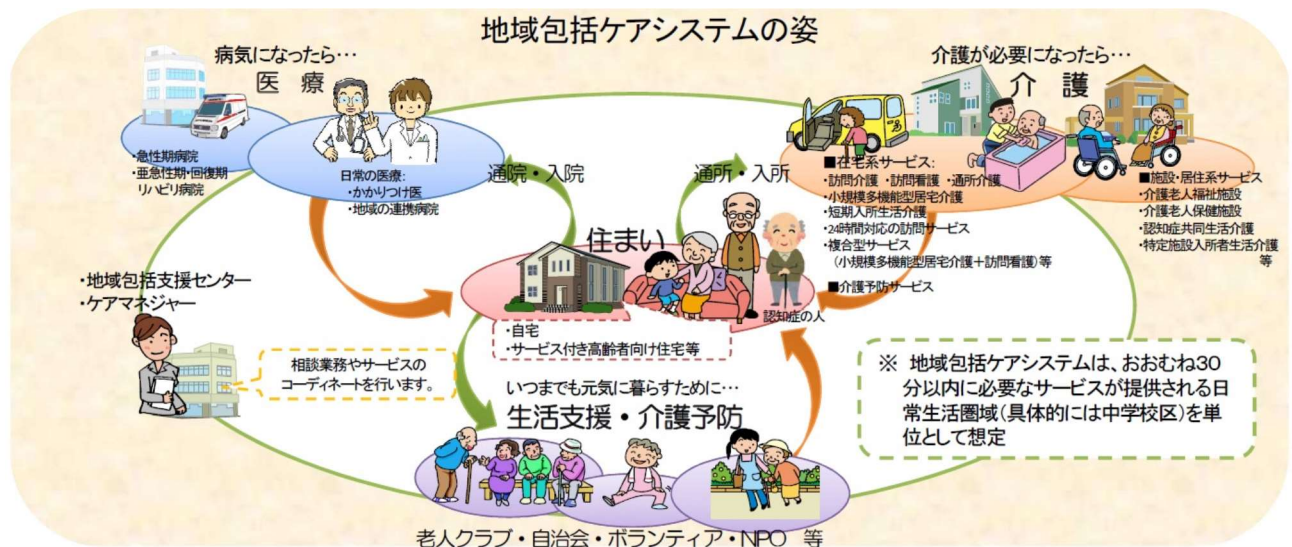 地域包括ケアシステムの姿
病気になったら･･･
医 療
・急性期病院
・亜急性期・回復期
リハビリ病院
日常の医療：
・かかりつけ医
・地域の連携病院
通院・入院
通所・入所
介護が必要になったら･･･
介 護
■在宅系サービス：
・訪問介護 ・訪問看護 ・通所介護
・小規模多機能型居宅介護
・短期入所生活介護
・24時間対応の訪問サービス
・複合型サービス
（小規模多機能型居宅介護＋訪問看護）等
■介護予防サービス
■施設・居住系サービス
・介護老人福祉施設
・介護老人保健施設
・認知症共同生活介護
・特定施設入所者生活介護
等
住まい
認知症の人
・自宅
・サービス付き高齢者向け住宅等
・地域包括支援センター
・ケアマネジャー
相談業務やサービスの
コーディネートを行います。
いつまでも元気に暮らすために･･･
生活支援・介護予防
老人クラブ・自治会・ボランティア・NPO 等
※ 地域包括ケアシステムは、おおむね30
分以内に必要なサービスが提供される日
常生活圏域（具体的には中学校区）を単
位として想定